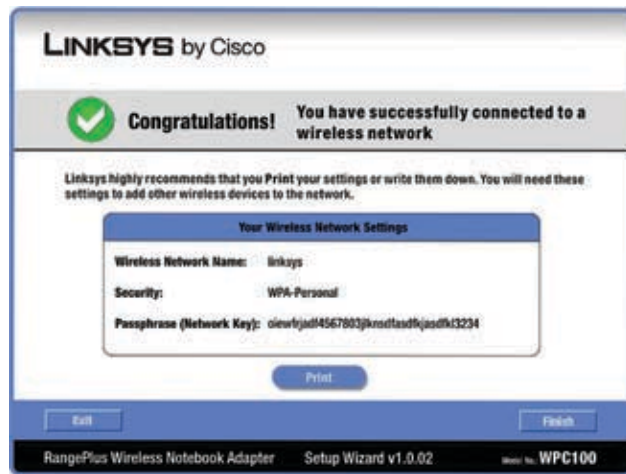 LINKSYS by Cisco
Congratulations!
You have successfully connected to a
wireless network
Linksys highly recommends that you Print your settings or write them down. You will need these
settings to add other wireless devices to the network.
Your Wireless Network Settings
Wireless Network Name: linksys
Security: WPA-Personal
Passphrase (Network Key):
Print
Exit
Finish
RangePlus Wireless Notebook Adapter Setup Wizard v1.0.02 Model No. WPC100